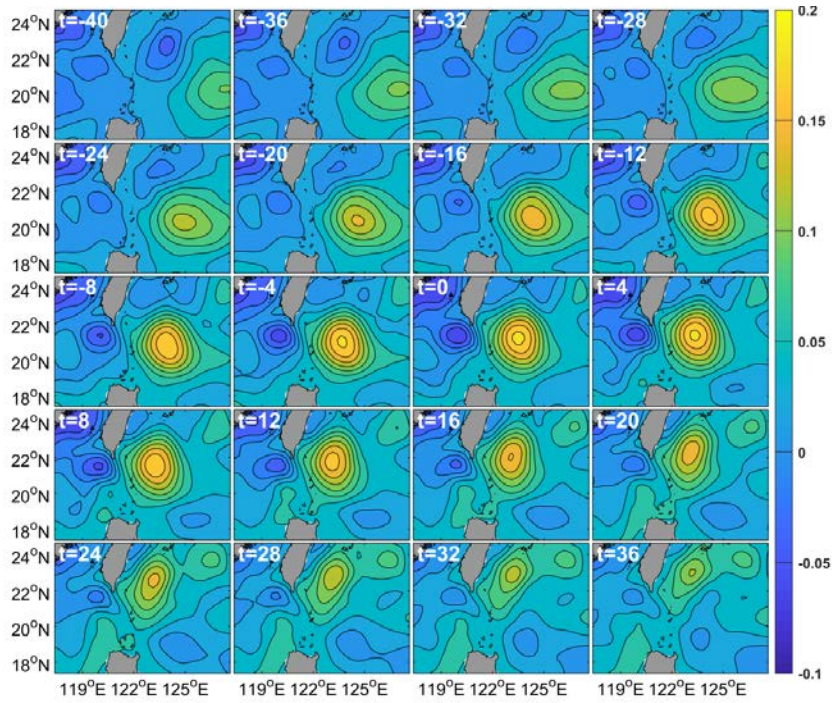 24°N t=-40 t=-36 t=-32 t=-28 0.2
22°N
20°N
18°N
24°N t=-24 t=-20 t=-16 t=-12 0.15
22°N
20°N
18°N 0.1
24°N t=-8 t=-4 t=0 t=4
22°N
20°N 0.05
18°N
24°N t=8 t=12 t=16 t=20
22°N 0
20°N
18°N
24°N t=24 t=28 t=32 t=36 -0.05
22°N
20°N
18°N -0.1
119°E 122°E 125°E 119°E 122°E 125°E 119°E 122°E 125°E 119°E 122°E 125°E